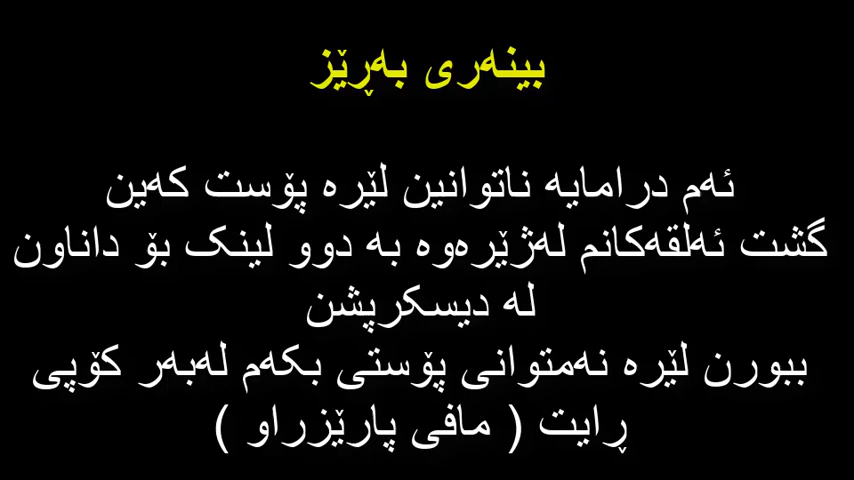 بینەری بەڕێز
ئەم درامایە ناتوانین لێرە پۆست کەین
گشت ئەلقەکانم لەژێرەوە بە دوو لینک بۆ داناون
لە دیسکرپشن
ببورن لێرە نەمتوانی پۆستی بکەم لەبەر کۆپی
ڕایت ( مافی پارێزراو )